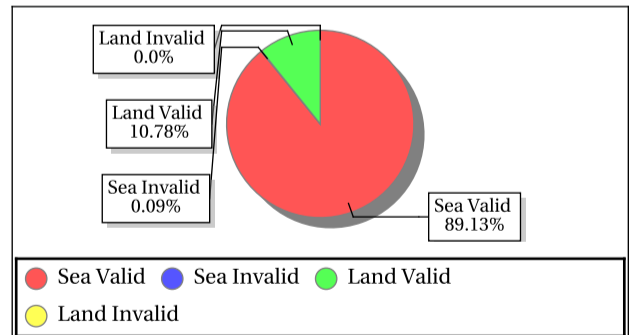 Land Invalid
0.0%
Land Valid
10.78%
Sea Invalid
0.09%
Sea Valid
89.13%
Sea Valid Sea Invalid Land Valid
Land Invalid